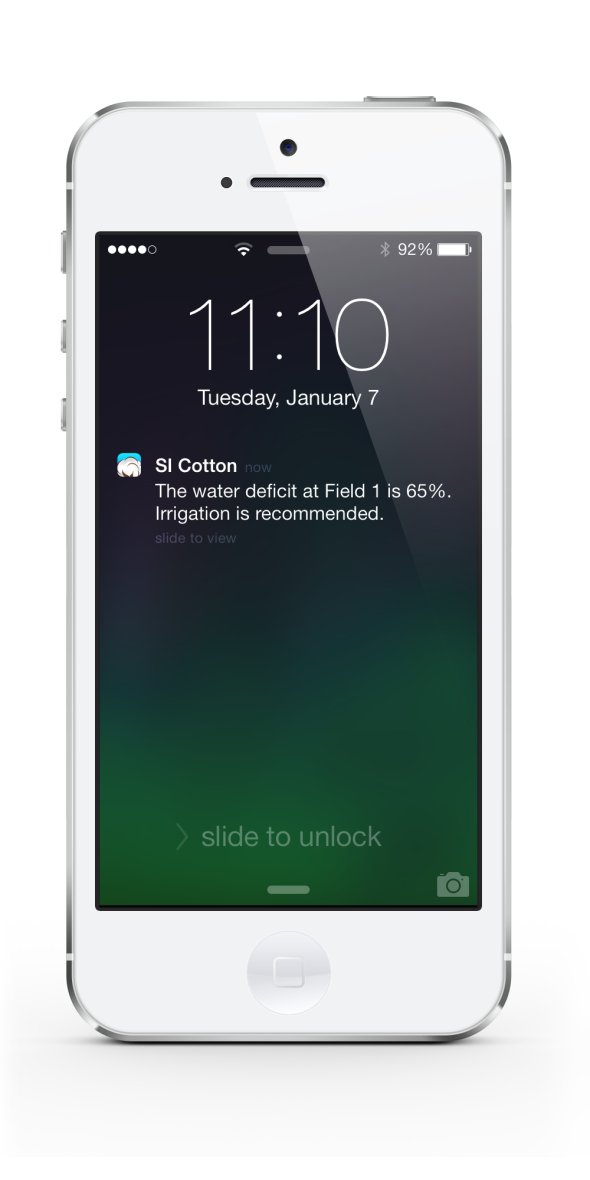 92%
11:10
Tuesday, January 7
SI Cotton now
The water deficit at Field 1 is 65%.
Irrigation is recommended.
slide to view
slide to unlock